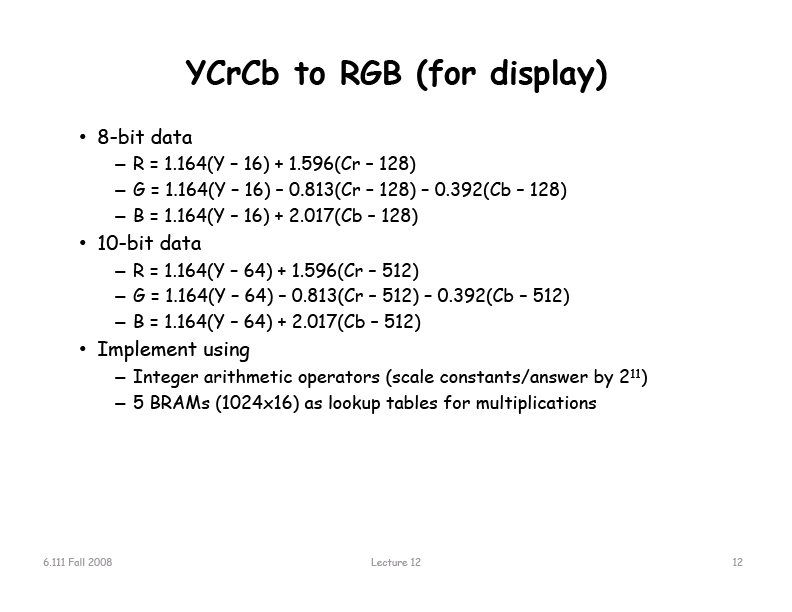 YCrCb to RGB (for display)
• 8-bit data
– R = 1.164(Y – 16) + 1.596(Cr – 128)
– G = 1.164(Y – 16) – 0.813(Cr – 128) – 0.392(Cb – 128)
– B = 1.164(Y – 16) + 2.017(Cb – 128)
• 10-bit data
– R = 1.164(Y – 64) + 1.596(Cr – 512)
– G = 1.164(Y – 64) – 0.813(Cr – 512) – 0.392(Cb – 512)
– B = 1.164(Y – 64) + 2.017(Cb – 512)
• Implement using
– Integer arithmetic operators (scale constants/answer by 2¹¹)
– 5 BRAMs (1024x16) as lookup tables for multiplications
6.111 Fall 2008 Lecture 12 12